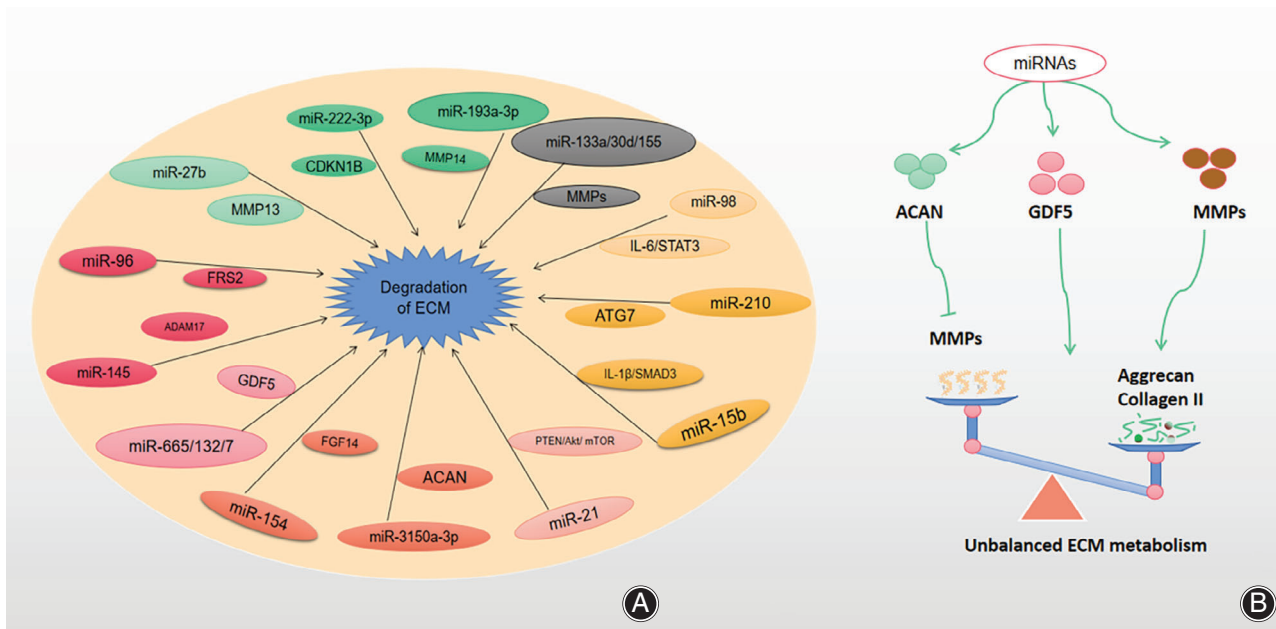 miR-222-3p
CDKN1B
miR-193a-3p
MMP14
miR-133a/30d/155
MMPs
miR-27b
MMP13
miR-98
IL-6/STAT3
miR-96
FRS2
Degradation
of ECM
miR-210
ATG7
ADAM17
miR-145
IL-1β/SMAD3
miR-15b
GDF5
miR-665/132/7
FGF14
miR-154
ACAN
miR-3150a-3p
PTEN/Akt/ mTOR
miR-21
A
miRNAs
ACAN
GDF5
MMPs
MMPs
Aggrecan
Collagen II
Unbalanced ECM metabolism
B